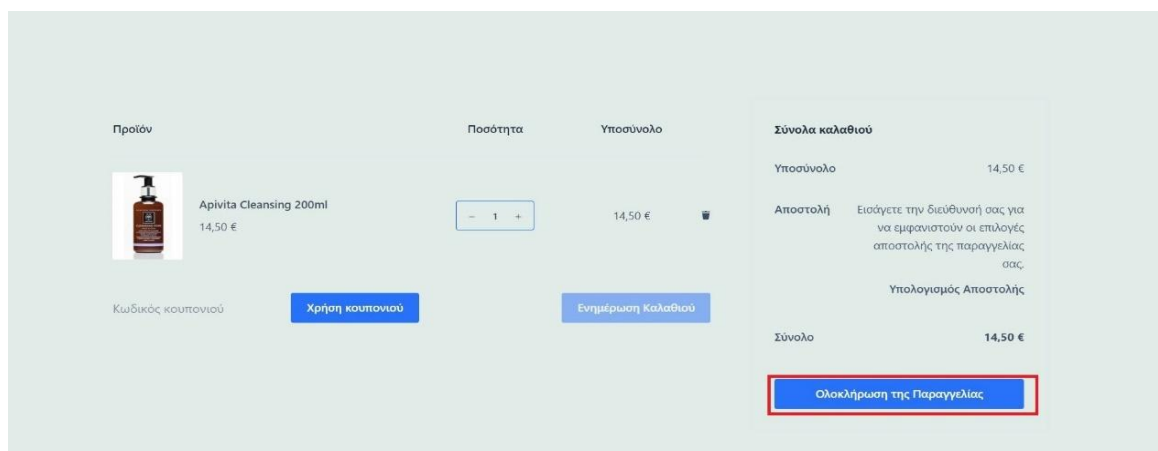 Προϊόν
Ποσότητα
Υποσύνολο
Apivita Cleansing 200ml
14,50 €
− 1 +
14,50 €
Κωδικός κουπονιού
Χρήση κουπονιού
Ενημέρωση Καλαθιού
Σύνολα καλαθιού
Υποσύνολο
14,50 €
Αποστολή
Εισάγετε την διεύθυνσή σας για
να εμφανιστούν οι επιλογές
αποστολής της παραγγελίας
σας.
Υπολογισμός Αποστολής
Σύνολο
14,50 €
Ολοκλήρωση της Παραγγελίας